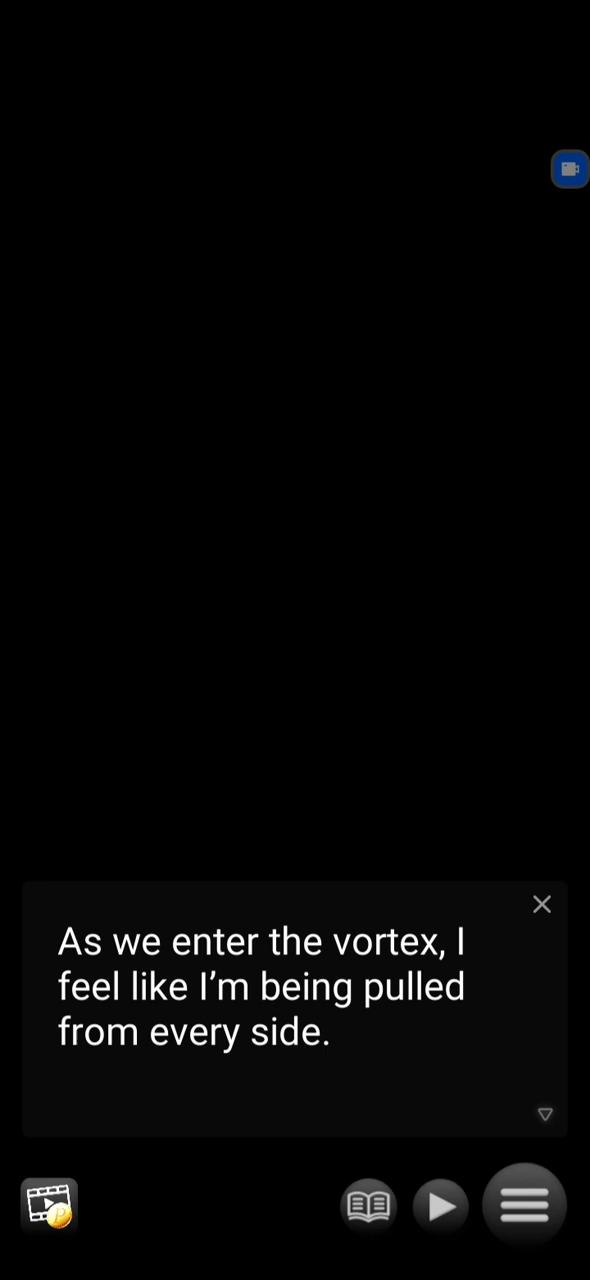 As we enter the vortex, I
feel like I’m being pulled
from every side.
P